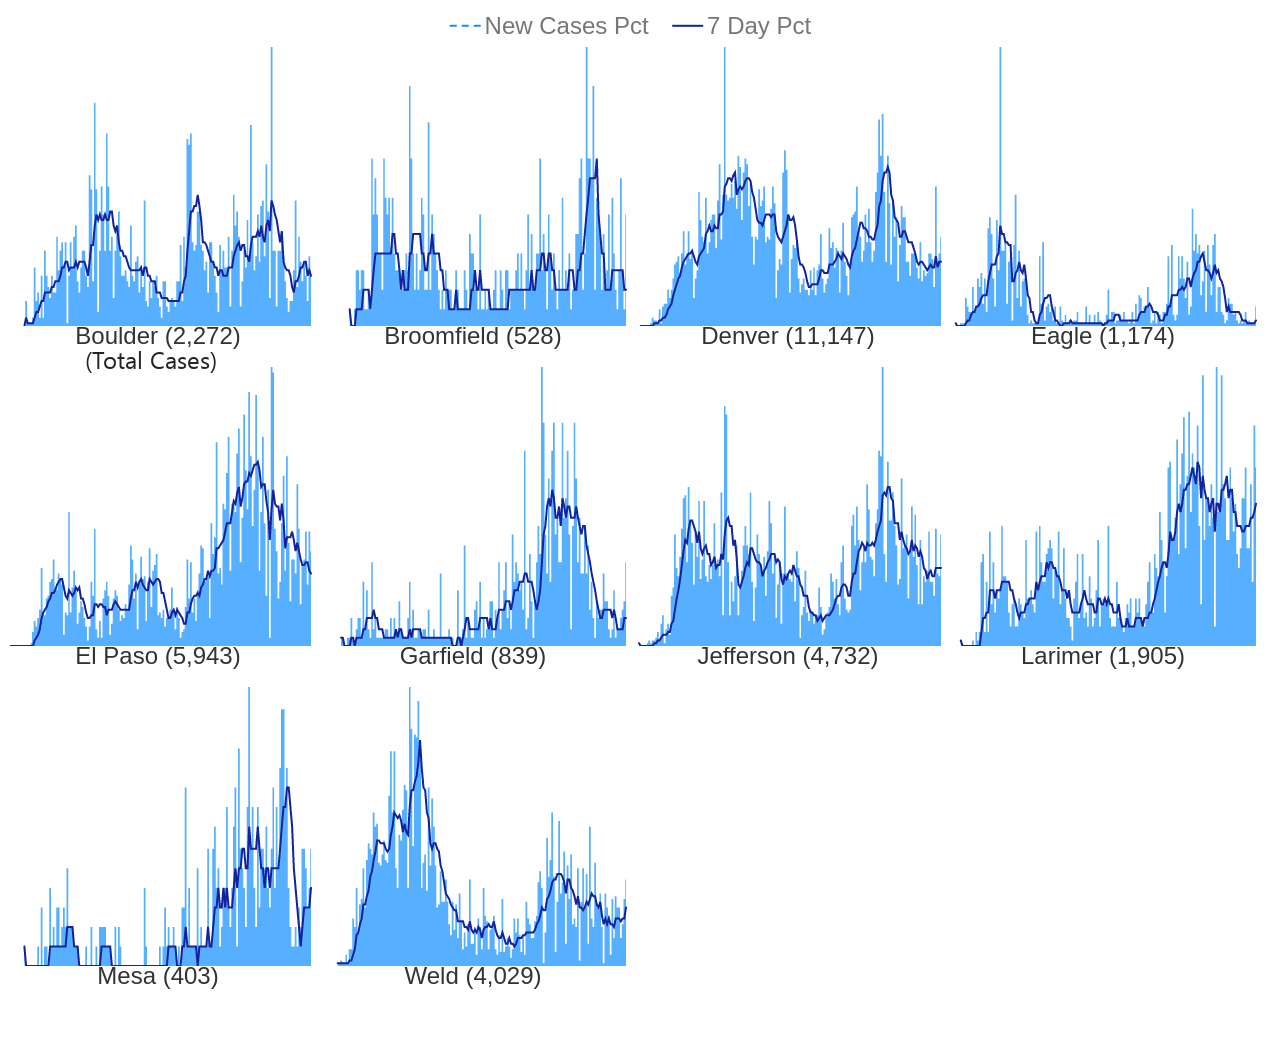 New Cases Pct 7 Day Pct
Boulder (2,272) Broomfield (528) Denver (11,147) Eagle (1,174)
(Total Cases)
El Paso (5,943) Garfield (839) Jefferson (4,732) Larimer (1,905)
Mesa (403) Weld (4,029)